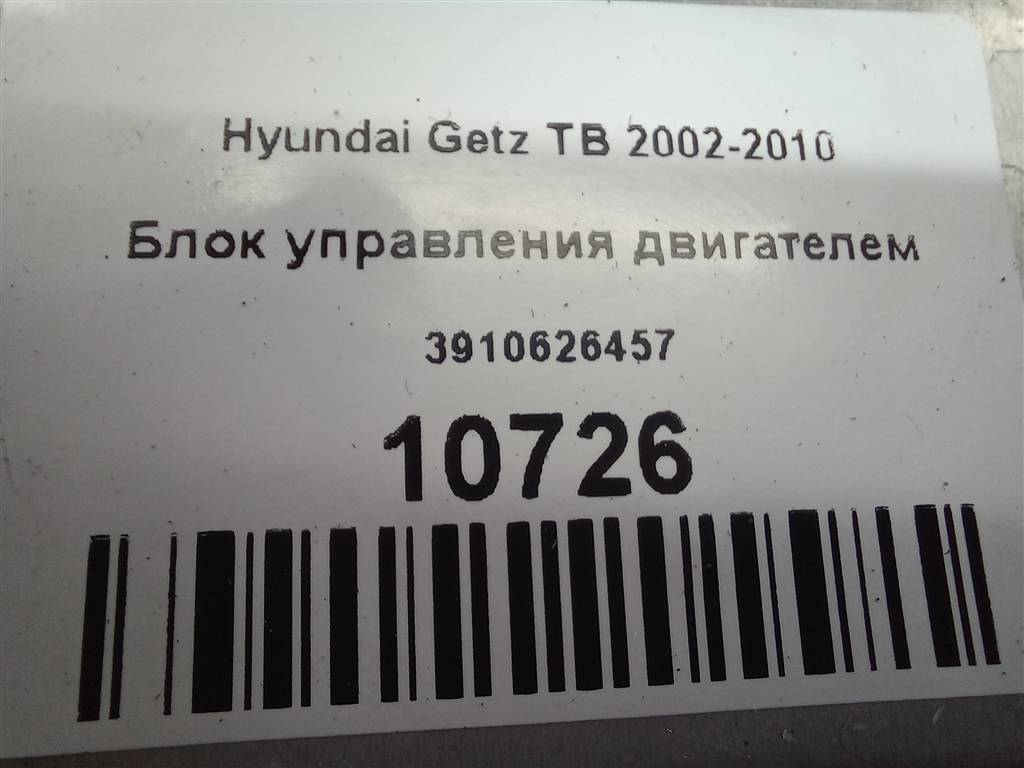 Hyundai Getz TB 2002-2010
Блок управления двигателем
3910626457
10726